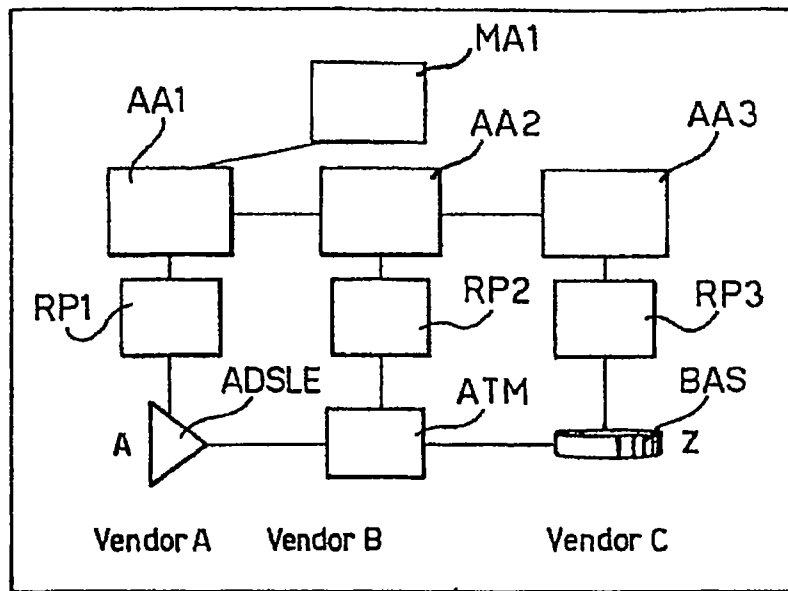 MA1
AA1
AA2
AA3
RP1
RP2
RP3
ADSLE
ATM
BAS
A
Z
Vendor A
Vendor B
Vendor C